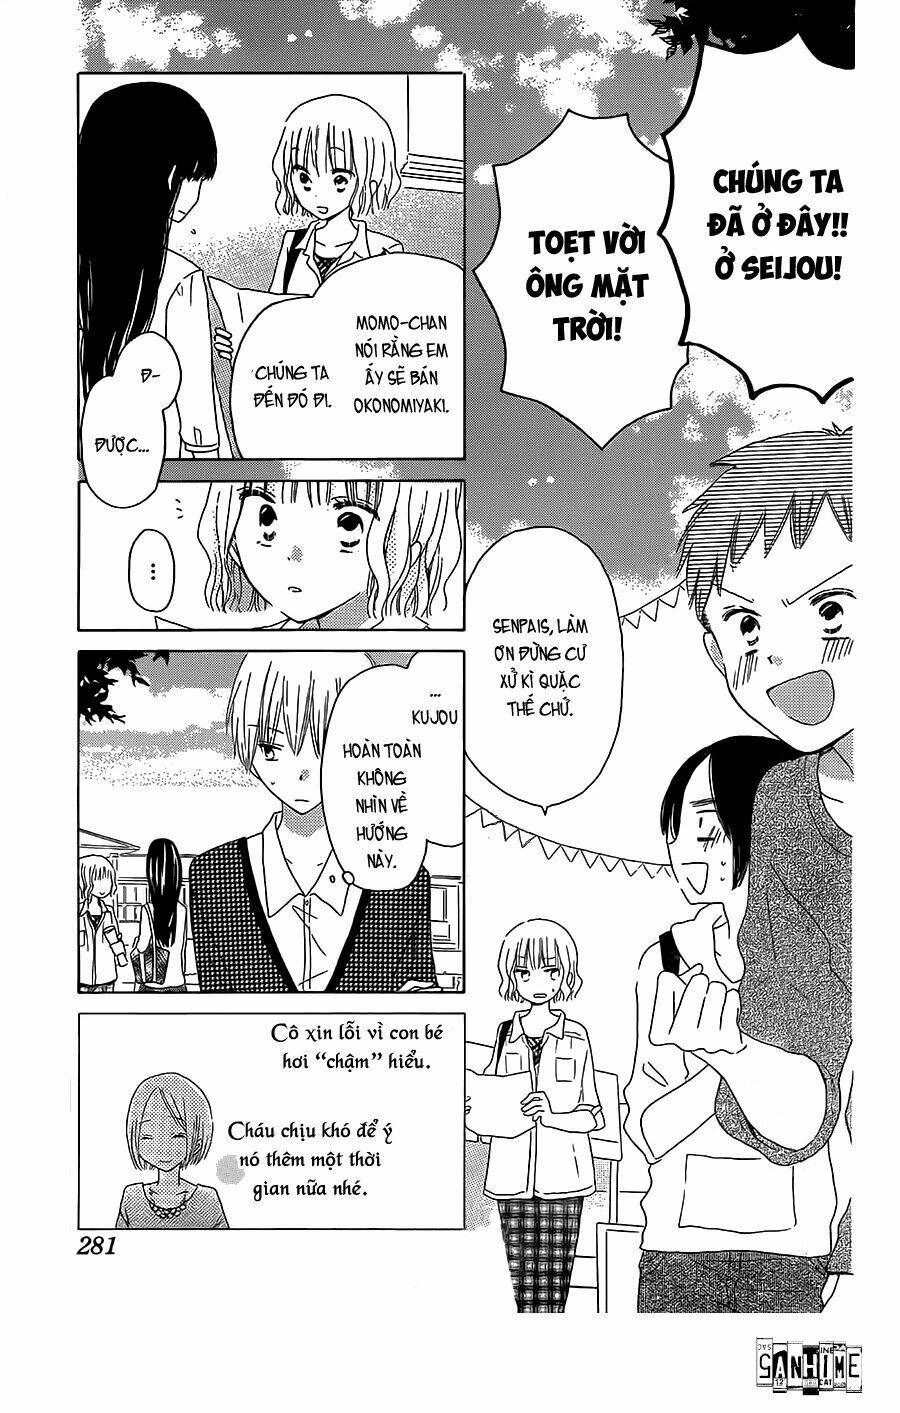 CHÚNG TA
ĐÃ Ở ĐÂY!!
Ở SEIJOU!
TOẸT VỜI
ÔNG MẶT
TRỜI!
SENPAIS, LÀM
ƠN ĐỪNG CƯ
XỬ KÌ QUẶC
THẾ CHỨ.
MOMO-CHAN
NÓI RẰNG EM
ẤY SẼ BÁN
OKONOMIYAKI.
CHÚNG TA
ĐẾN ĐÓ ĐI.
Đ-
ĐƯỢC...
...
...
KUJOU
HOÀN TOÀN
KHÔNG
NHÌN VỀ
HƯỚNG
NÀY.
Cô xin lỗi vì con bé
hơi “chậm” hiểu.
Cháu chịu khó để ý
nó thêm một thời
gian nữa nhé.
281
SANHIME